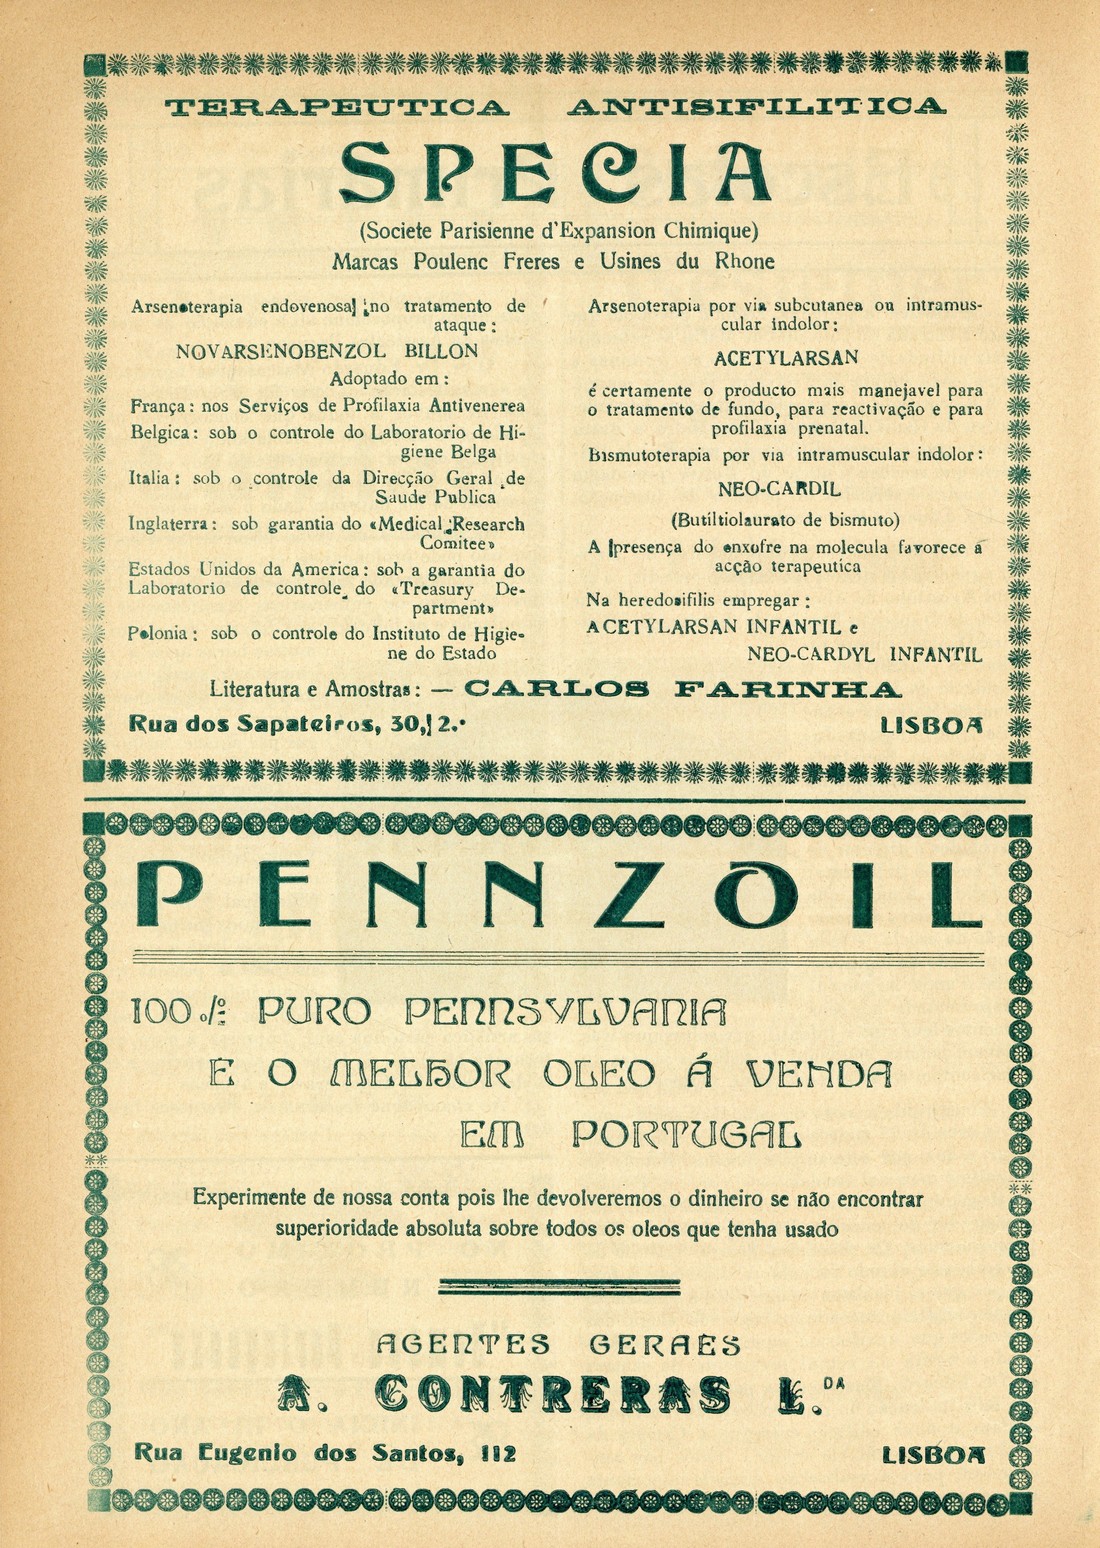 TERAPEUTICA ANTISIFILITICA
SPECIA
(Societe Parisienne d'Expansion Chimique)
Marcas Poulenc Freres e Usines du Rhone
Arsenoterapia endovenosa no tratamento de
ataque:
NOVARSENOBENZOL BILLON
Adoptado em:
França: nos Serviços de Profilaxia Antivenerea
Belgica: sob o controle do Laboratorio de Hi-
giene Belga
Italia: sob o controle da Direcção Geral de
Saude Publica
Inglaterra: sob garantia do «Medical Research
Comitee»
Estados Unidos da America: sob a garantia do
Laboratorio de controle do «Treasury De-
partment»
Polonia: sob o controle do Instituto de Higie-
ne do Estado
Arsenoterapia por via subcutanea ou intramus-
cular indolor:
ACETYLARSAN
é certamente o producto mais manejavel para
o tratamento de fundo, para reactivação e para
profilaxia prenatal.
Bismutoterapia por via intramuscular indolor:
NEO-CARDIL
(Butiltiolaurato de bismuto)
A presença do enxofre na molecula favorece a
acção terapeutica
Na heredosifilis empregar:
ACETYLARSAN INFANTIL e
NEO-CARDYL INFANTIL
Literatura e Amostras: — CARLOS FARINHA
Rua dos Sapateiros, 30, 2.º LISBOA
PENNZOIL
100 o/o PURO PENNSYLVANIA
E O MELHOR OLEO Á VENDA
EM PORTUGAL
Experimente de nossa conta pois lhe devolveremos o dinheiro se não encontrar
superioridade absoluta sobre todos os oleos que tenha usado
AGENTES GERAES
A. CONTRERAS L.DA
Rua Eugenio dos Santos, 112 LISBOA